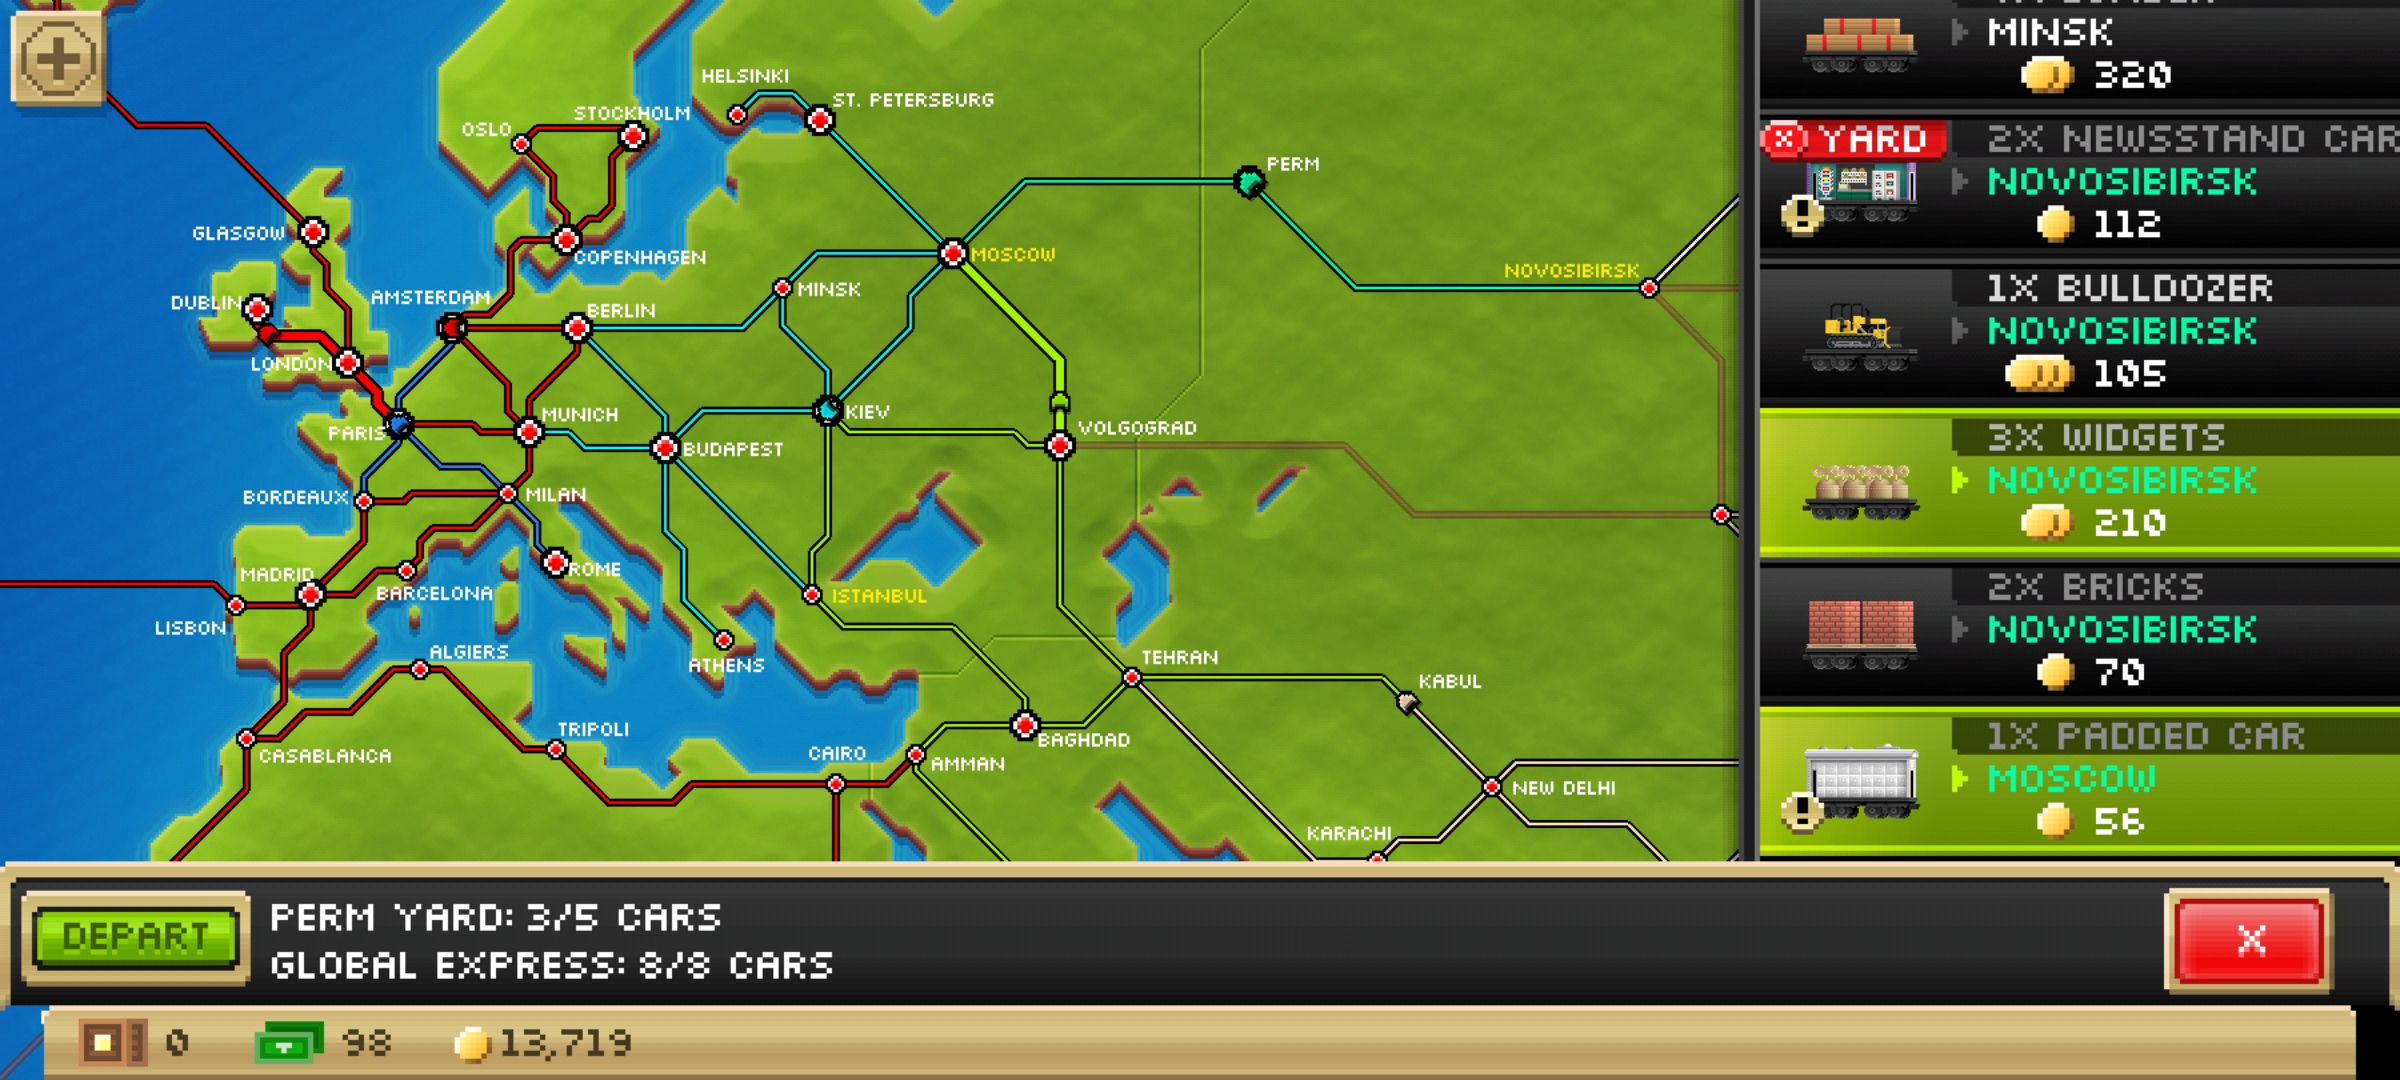 HELSINKI
ST. PETERSBURG
STOCKHOLM
OSLO
PERM
GLASGOW
COPENHAGEN
MOSCOW
NOVOSIBIRSK
DUBLIN
AMSTERDAM
MINSK
BERLIN
LONDON
MUNICH
KIEV
PARIS
BUDAPEST
VOLGOGRAD
BORDEAUX
MILAN
MADRID
ROME
BARCELONA
ISTANBUL
LISBON
ALGIERS
ATHENS
TEHRAN
KABUL
TRIPOLI
CASABLANCA
CAIRO
BAGHDAD
AMMAN
NEW DELHI
KARACHI
MINSK
320
YARD
2X NEWSSTAND CAR
NOVOSIBIRSK
112
1X BULLDOZER
NOVOSIBIRSK
105
3X WIDGETS
NOVOSIBIRSK
210
2X BRICKS
NOVOSIBIRSK
70
1X PADDED CAR
MOSCOW
56
DEPART
PERM YARD: 3/5 CARS
GLOBAL EXPRESS: 8/8 CARS
X
0
98
13,719